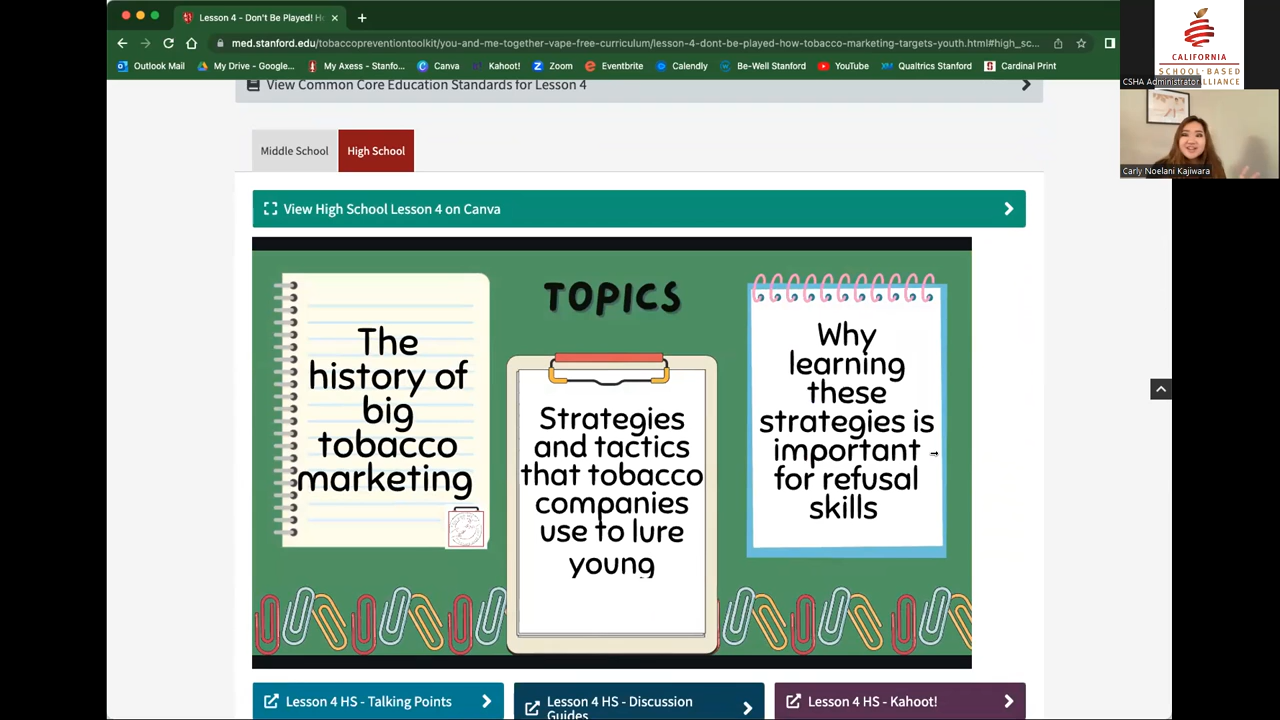 Lesson 4 - Don't Be Played! Ho
med.stanford.edu/tobaccopreventiontoolkit/you-and-me-together-vape-free-curriculum/lesson-4-dont-be-played-how-tobacco-marketing-targets-youth.html#high_sc...
Outlook Mail
My Drive - Google...
My Axess - Stanfo...
Canva
Kahoot!
Zoom
Eventbrite
Calendly
Be-Well Stanford
YouTube
Qualtrics Stanford
Cardinal Print
CALIFORNIA
SCHOOL-BASED
CSHA Administrator
LLIANCE
Carly Noelani Kajiwara
View Common Core Education Standards for Lesson 4
Middle School
High School
View High School Lesson 4 on Canva
TOPICS
The
history of
big
tobacco
marketing
Strategies
and tactics
that tobacco
companies
use to lure
young
Why
learning
these
strategies is
important
for refusal
skills
Lesson 4 HS - Talking Points
Lesson 4 HS - Discussion
Guides
Lesson 4 HS - Kahoot!